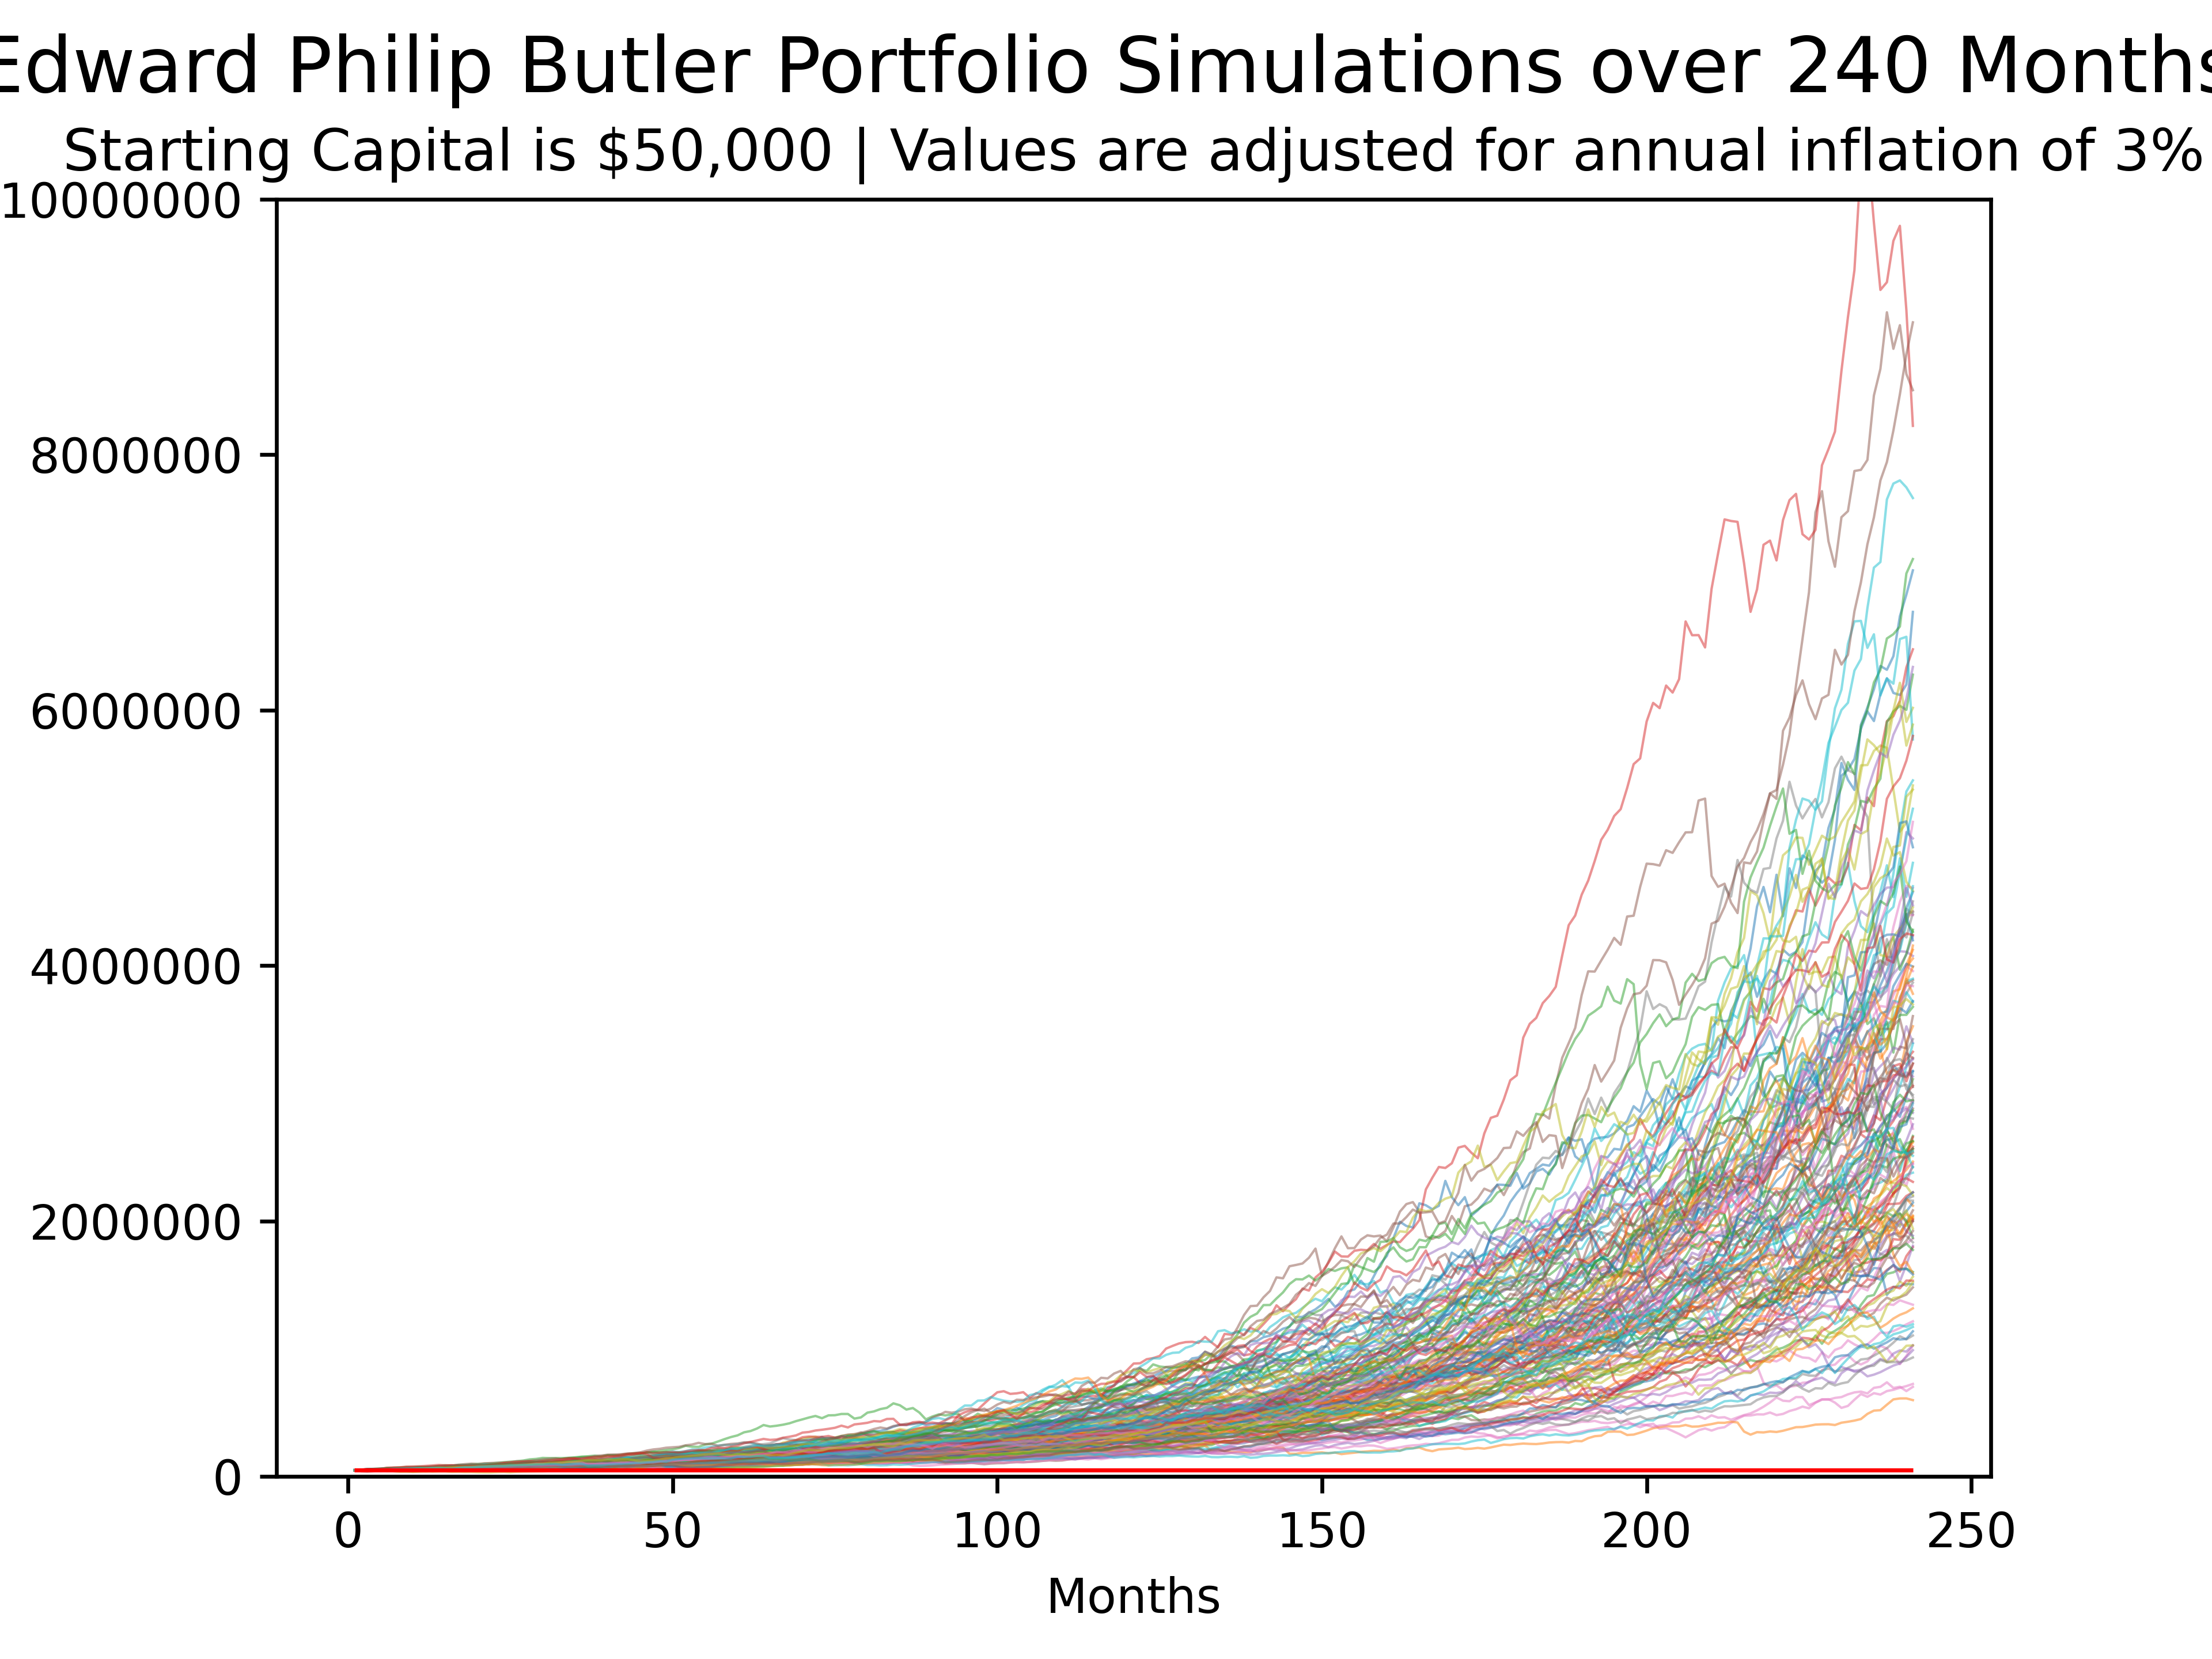 Edward Philip Butler Portfolio Simulations over 240 Months
Starting Capital is $50,000 | Values are adjusted for annual inflation of 3%
10000000
8000000
6000000
4000000
2000000
0
0 50 100 150 200 250
Months